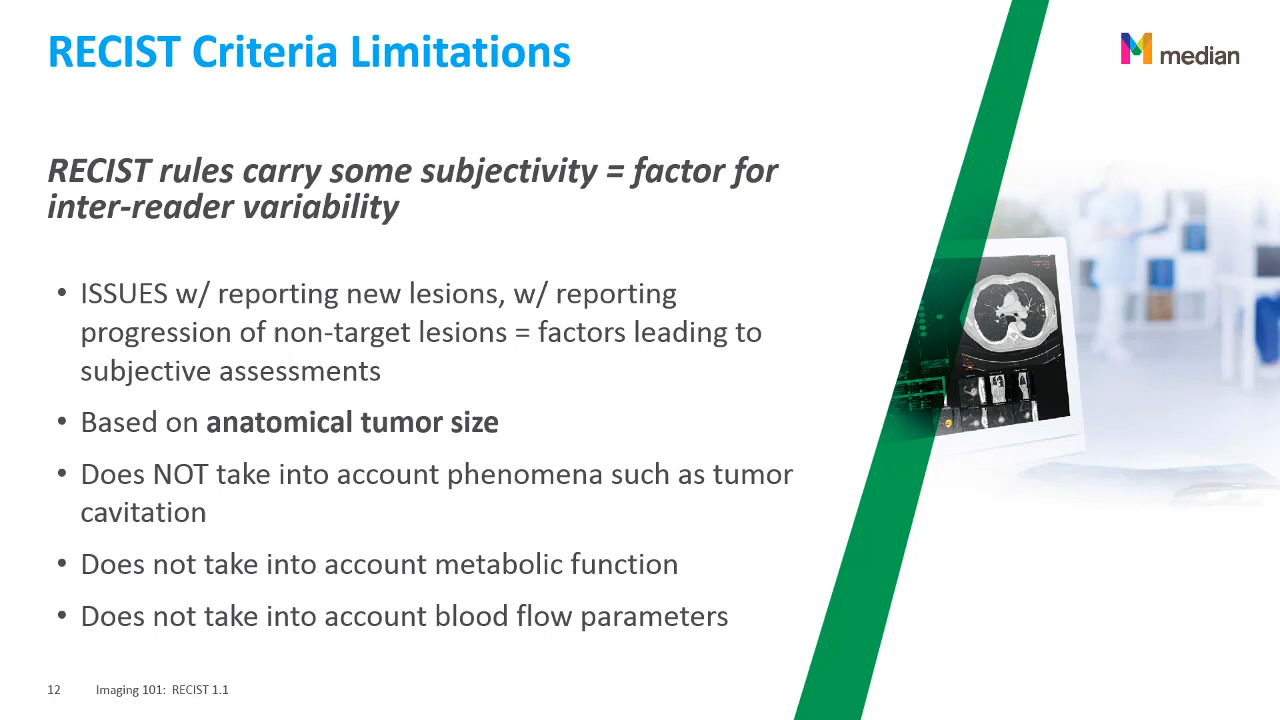 RECIST Criteria Limitations
median
RECIST rules carry some subjectivity = factor for
inter-reader variability
• ISSUES w/ reporting new lesions, w/ reporting
progression of non-target lesions = factors leading to
subjective assessments
• Based on anatomical tumor size
• Does NOT take into account phenomena such as tumor
cavitation
• Does not take into account metabolic function
• Does not take into account blood flow parameters
12 Imaging 101: RECIST 1.1